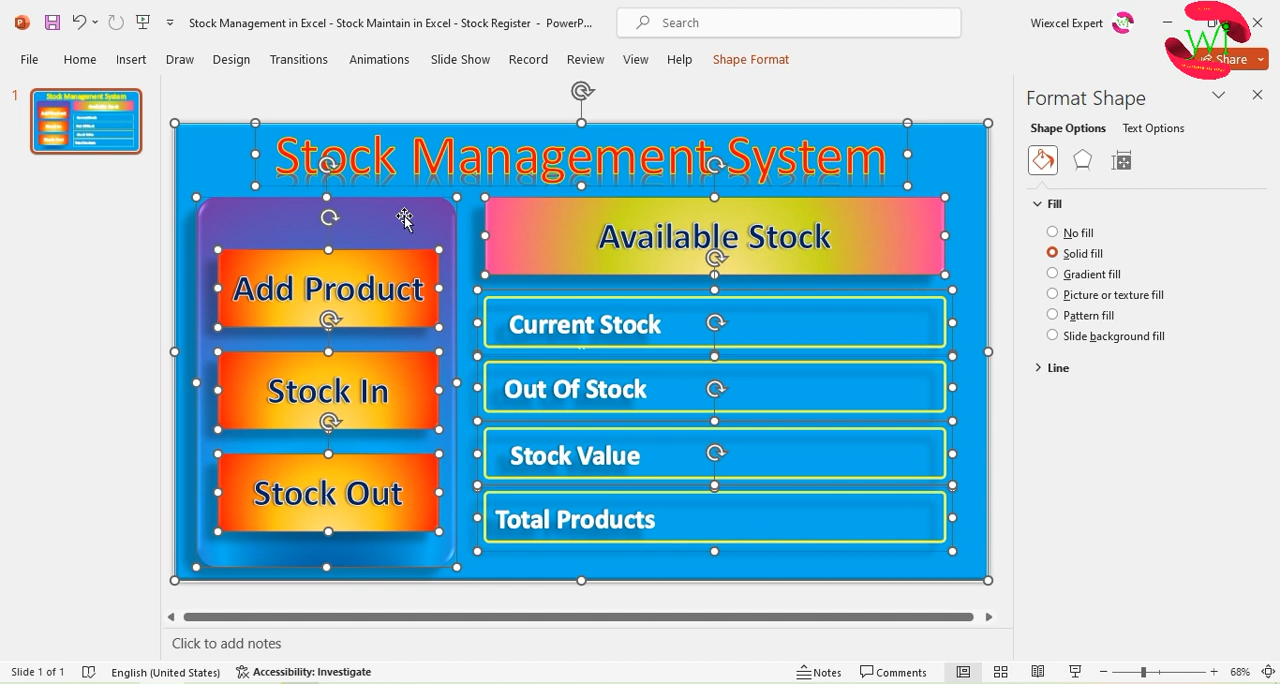 Stock Management in Excel - Stock Maintain in Excel - Stock Register - PowerP...
Search
Wiexcel Expert
File Home Insert Draw Design Transitions Animations Slide Show Record Review View Help Shape Format
Share
1
Stock Management System
Add Product
Stock In
Stock Out
Available Stock
Current Stock
Out Of Stock
Stock Value
Total Products
Format Shape
Shape Options Text Options
Fill
No fill
Solid fill
Gradient fill
Picture or texture fill
Pattern fill
Slide background fill
Line
Click to add notes
Slide 1 of 1 English (United States) Accessibility: Investigate Notes Comments 68%